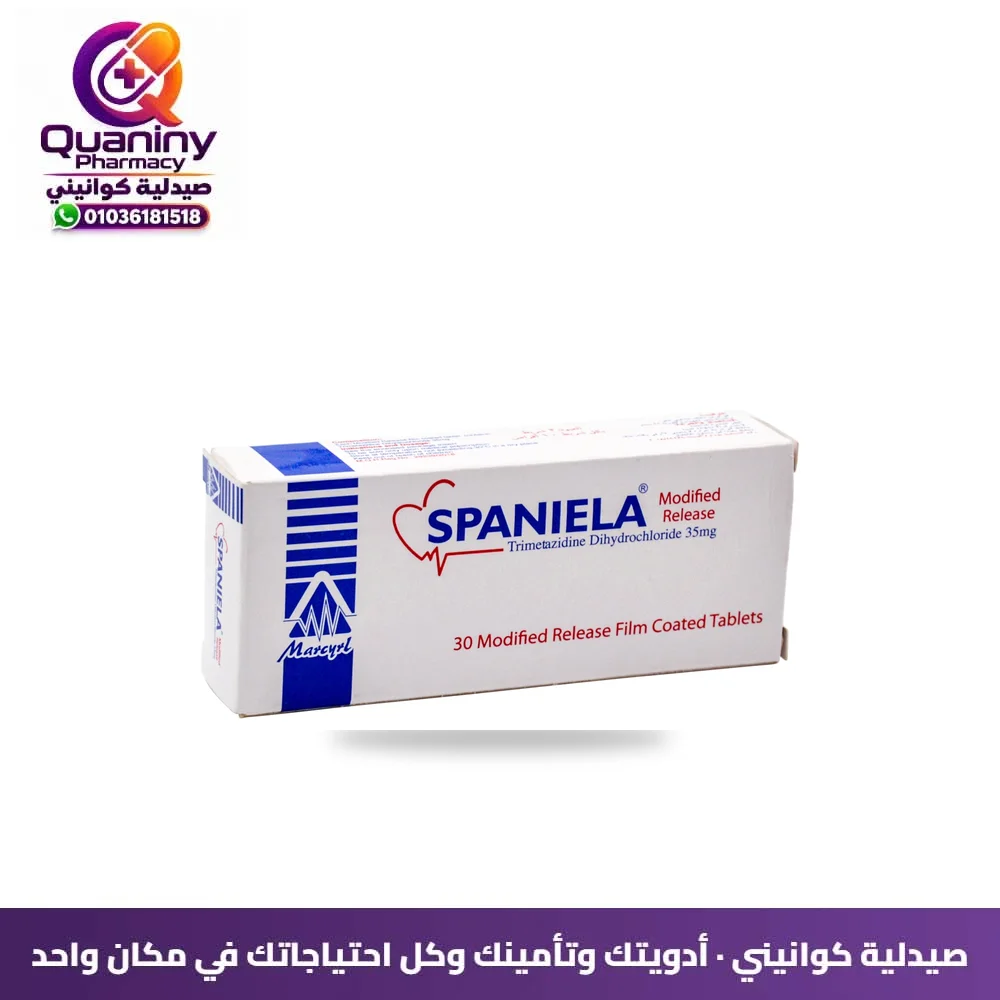 Quaniny
Pharmacy
صيدلية كوانيني
01036181518
SPANIELA®
Modified
Release
Trimetazidine Dihydrochloride 35mg
30 Modified Release Film Coated Tablets
Marcyrl
SPANIELA
صيدلية كوانيني · أدويتك وتأمينك وكل احتياجاتك في مكان واحد